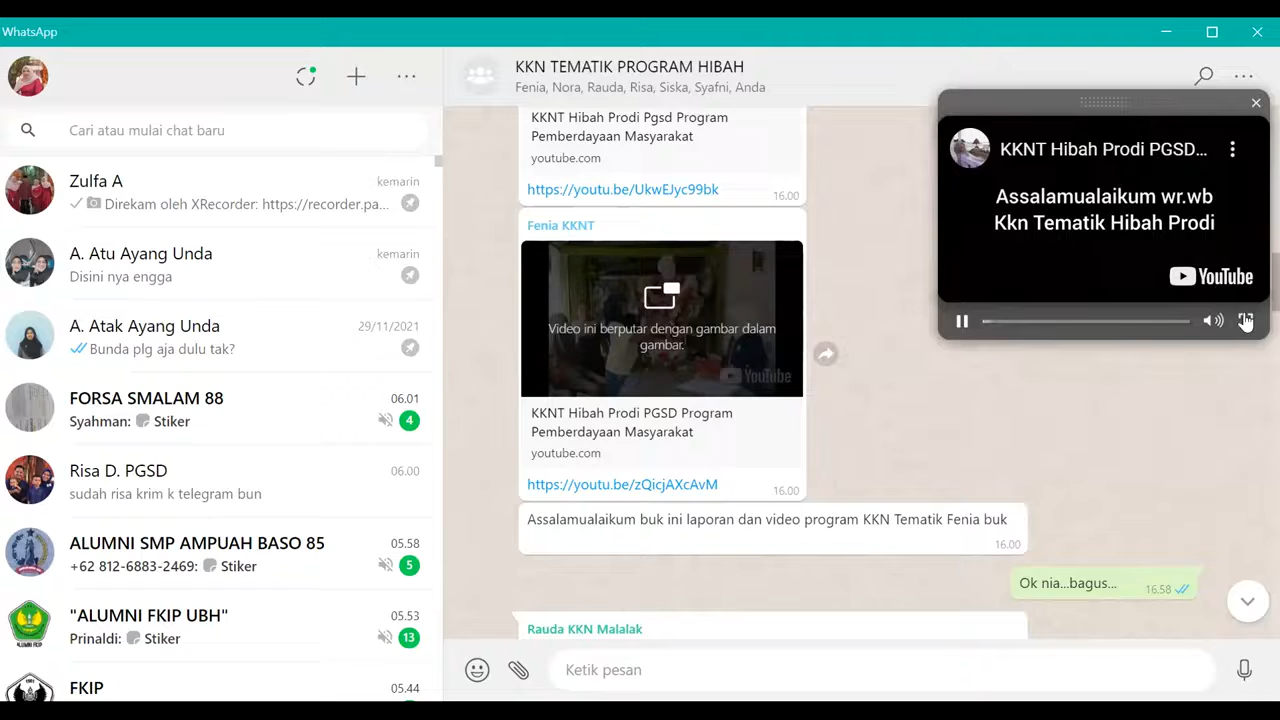 WhatsApp
Cari atau mulai chat baru
Zulfa A
kemarin
Direkam oleh XRecorder: https://recorder.pa...
A. Atu Ayang Unda
kemarin
Disini nya engga
A. Atak Ayang Unda
29/11/2021
Bunda plg aja dulu tak?
FORSA SMALAM 88
06.01
Syahman: Stiker
4
Risa D. PGSD
06.00
sudah risa krim k telegram bun
ALUMNI SMP AMPUAH BASO 85
05.58
+62 812-6883-2469: Stiker
5
"ALUMNI FKIP UBH"
05.53
Prinaldi: Stiker
13
FKIP
05.44
KKN TEMATIK PROGRAM HIBAH
Fenia, Nora, Rauda, Risa, Siska, Syafni, Anda
KKNT Hibah Prodi Pgsd Program
Pemberdayaan Masyarakat
youtube.com
https://youtu.be/UkwEJyc99bk
16.00
Fenia KKNT
Video ini berputar dengan gambar dalam
gambar.
YouTube
KKNT Hibah Prodi PGSD Program
Pemberdayaan Masyarakat
youtube.com
https://youtu.be/zQicjAXcAvM
16.00
Assalamualaikum buk ini laporan dan video program KKN Tematik Fenia buk
16.00
Ok nia...bagus...
16.58
Rauda KKN Malalak
Ketik pesan
KKNT Hibah Prodi PGSD...
Assalamualaikum wr.wb
Kkn Tematik Hibah Prodi
YouTube